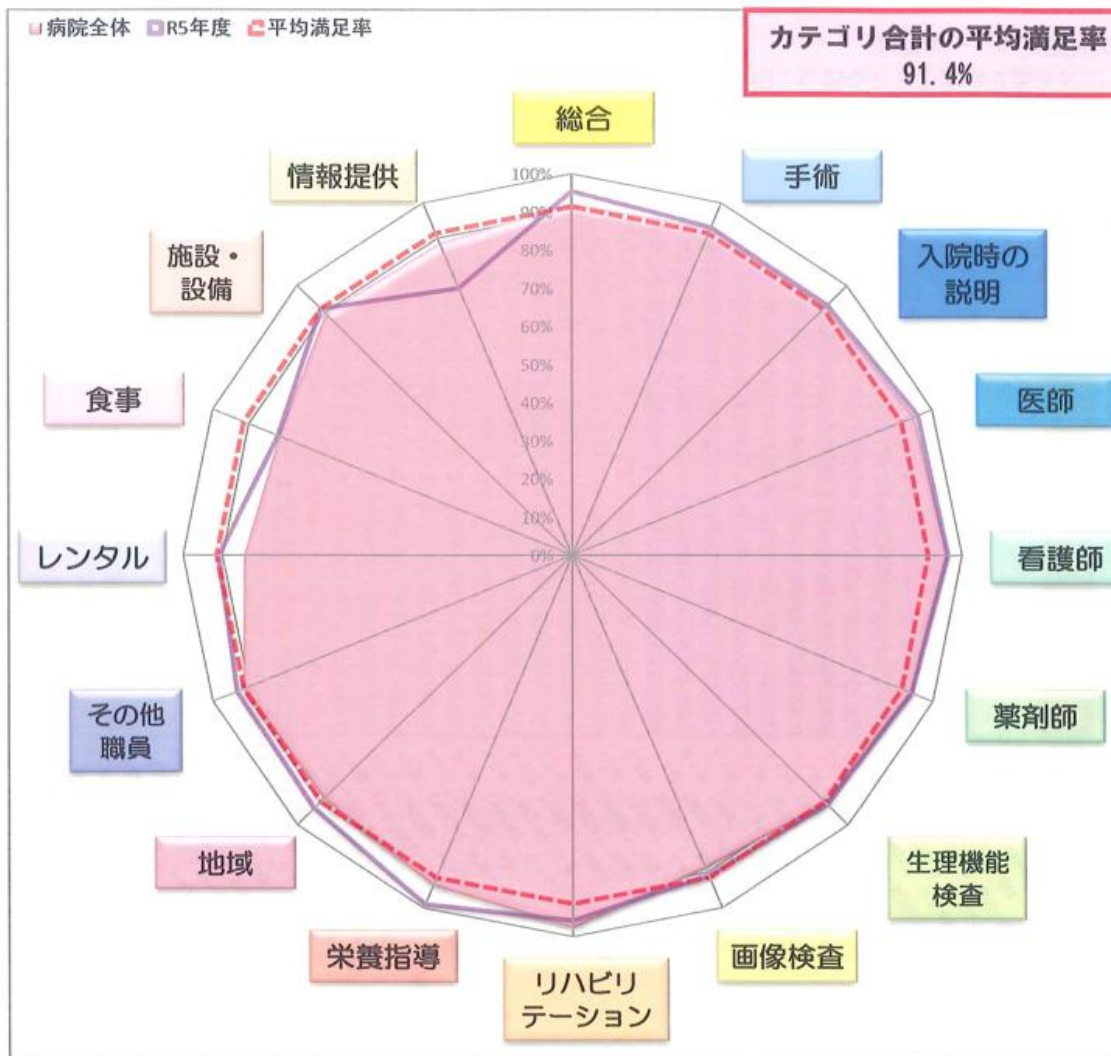 病院全体 R5年度 平均満足率
カテゴリ合計の平均満足率
91.4%
総合
手術
入院時の
説明
医師
看護師
薬剤師
生理機能
検査
画像検査
リハビリ
テーション
栄養指導
地域
その他
職員
レンタル
食事
施設・
設備
情報提供
100%
90%
80%
70%
60%
50%
40%
30%
20%
10%
0%